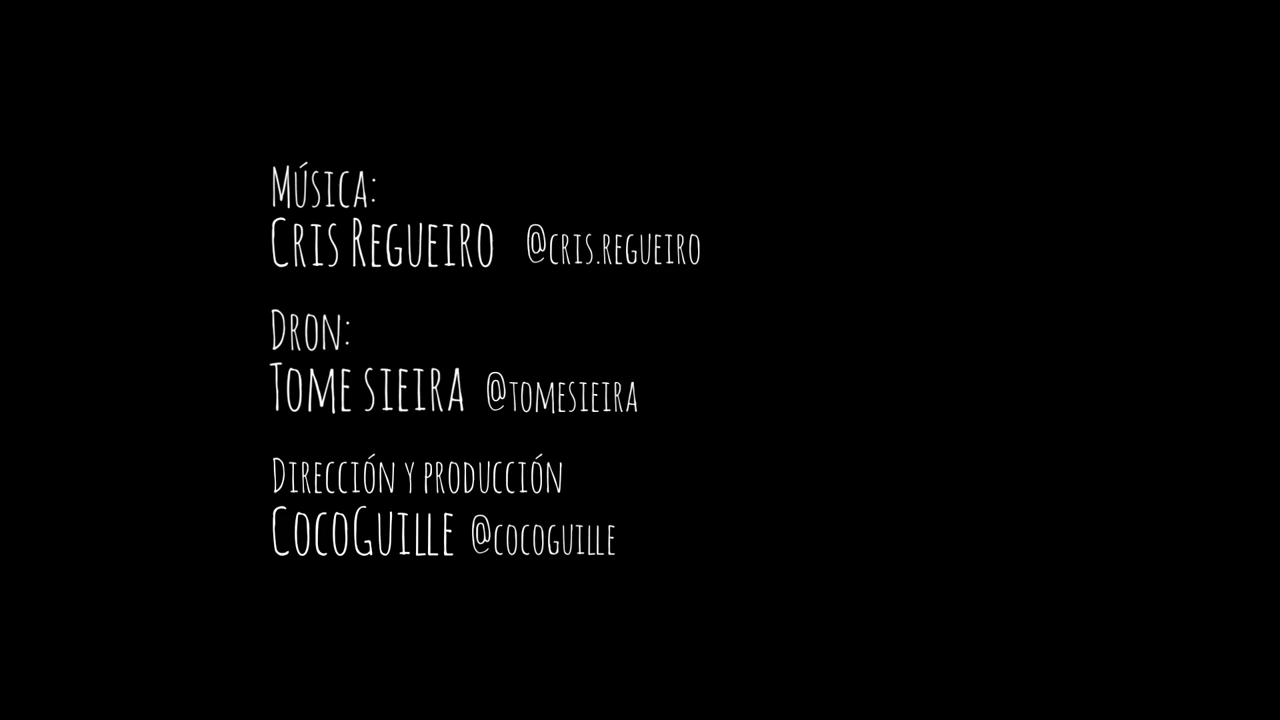 Música:
Cris Regueiro @cris.regueiro
Dron:
Tome sieira @tomesieira
Dirección y producción
CocoGuille @cocoguille